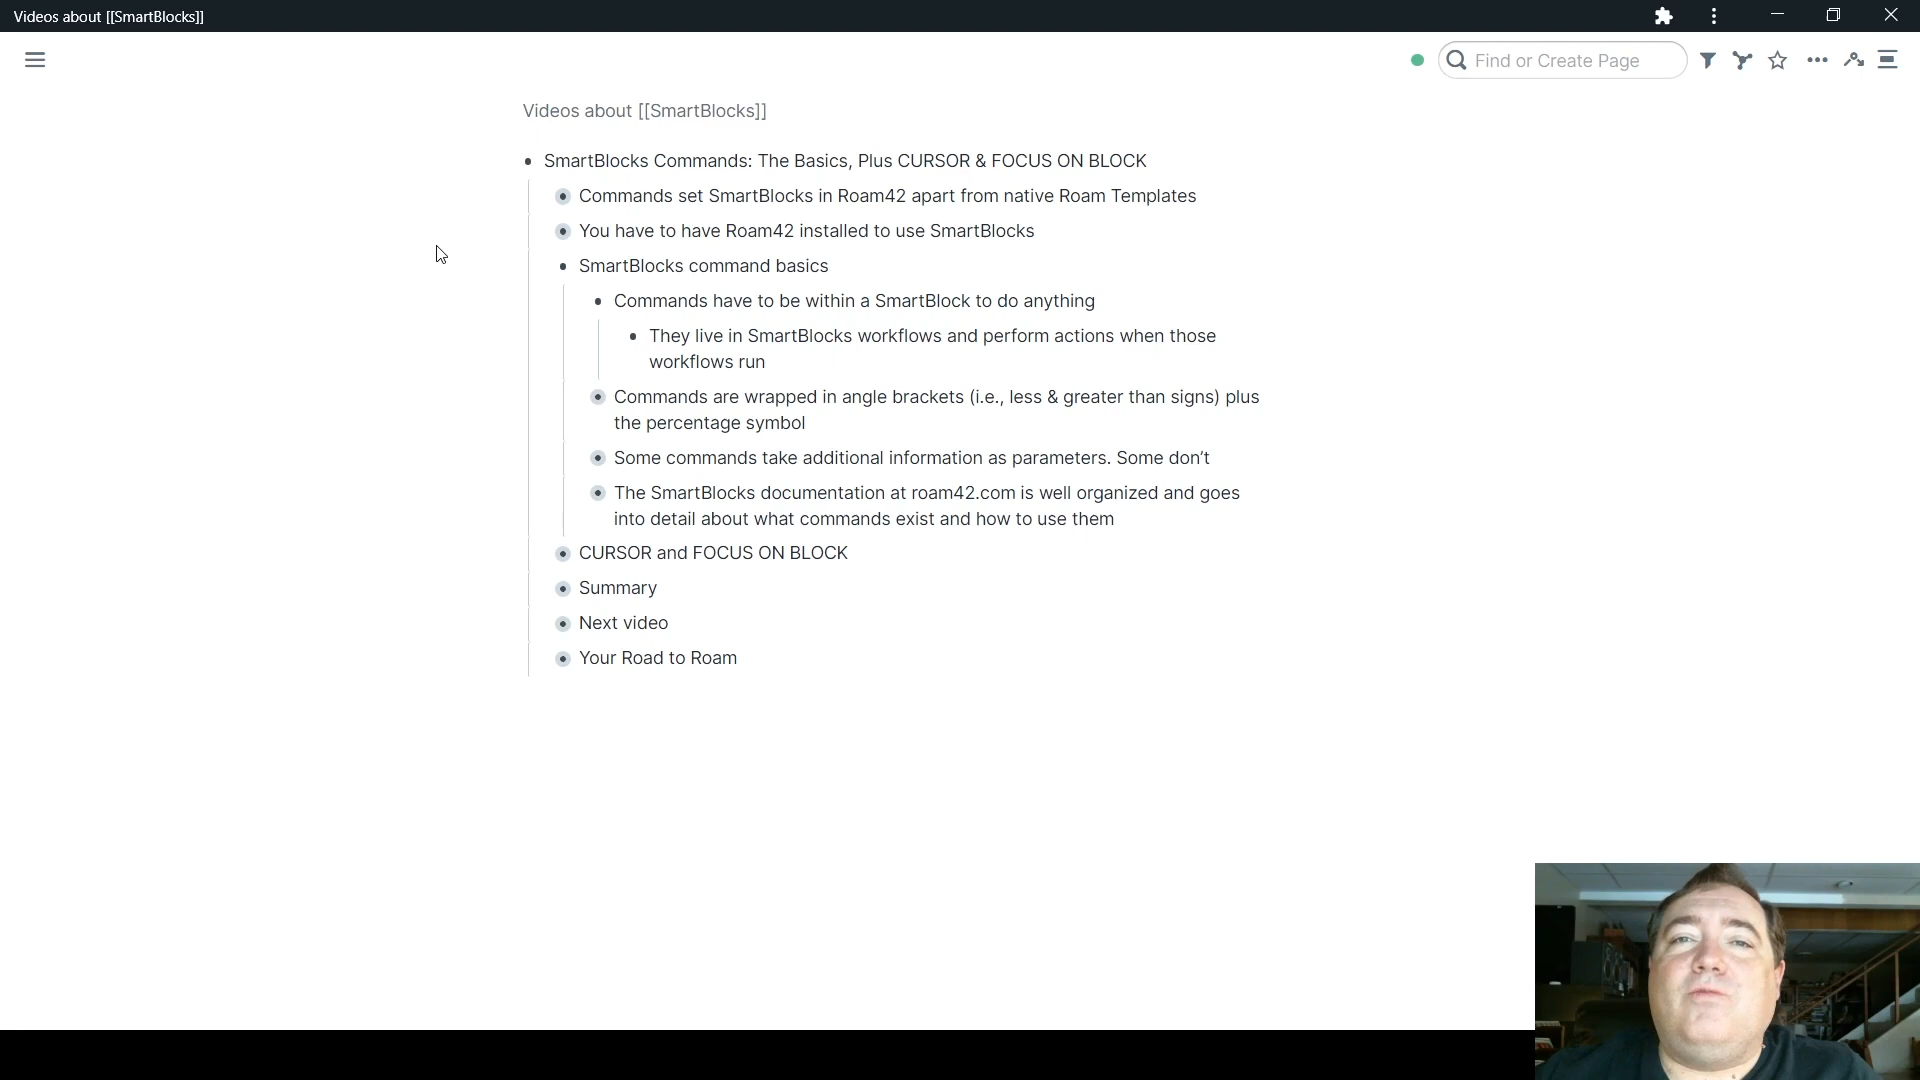 Videos about [[SmartBlocks]]
Find or Create Page
Videos about [[SmartBlocks]]
SmartBlocks Commands: The Basics, Plus CURSOR & FOCUS ON BLOCK
Commands set SmartBlocks in Roam42 apart from native Roam Templates
You have to have Roam42 installed to use SmartBlocks
SmartBlocks command basics
Commands have to be within a SmartBlock to do anything
They live in SmartBlocks workflows and perform actions when those
workflows run
Commands are wrapped in angle brackets (i.e., less & greater than signs) plus
the percentage symbol
Some commands take additional information as parameters. Some don't
The SmartBlocks documentation at roam42.com is well organized and goes
into detail about what commands exist and how to use them
CURSOR and FOCUS ON BLOCK
Summary
Next video
Your Road to Roam